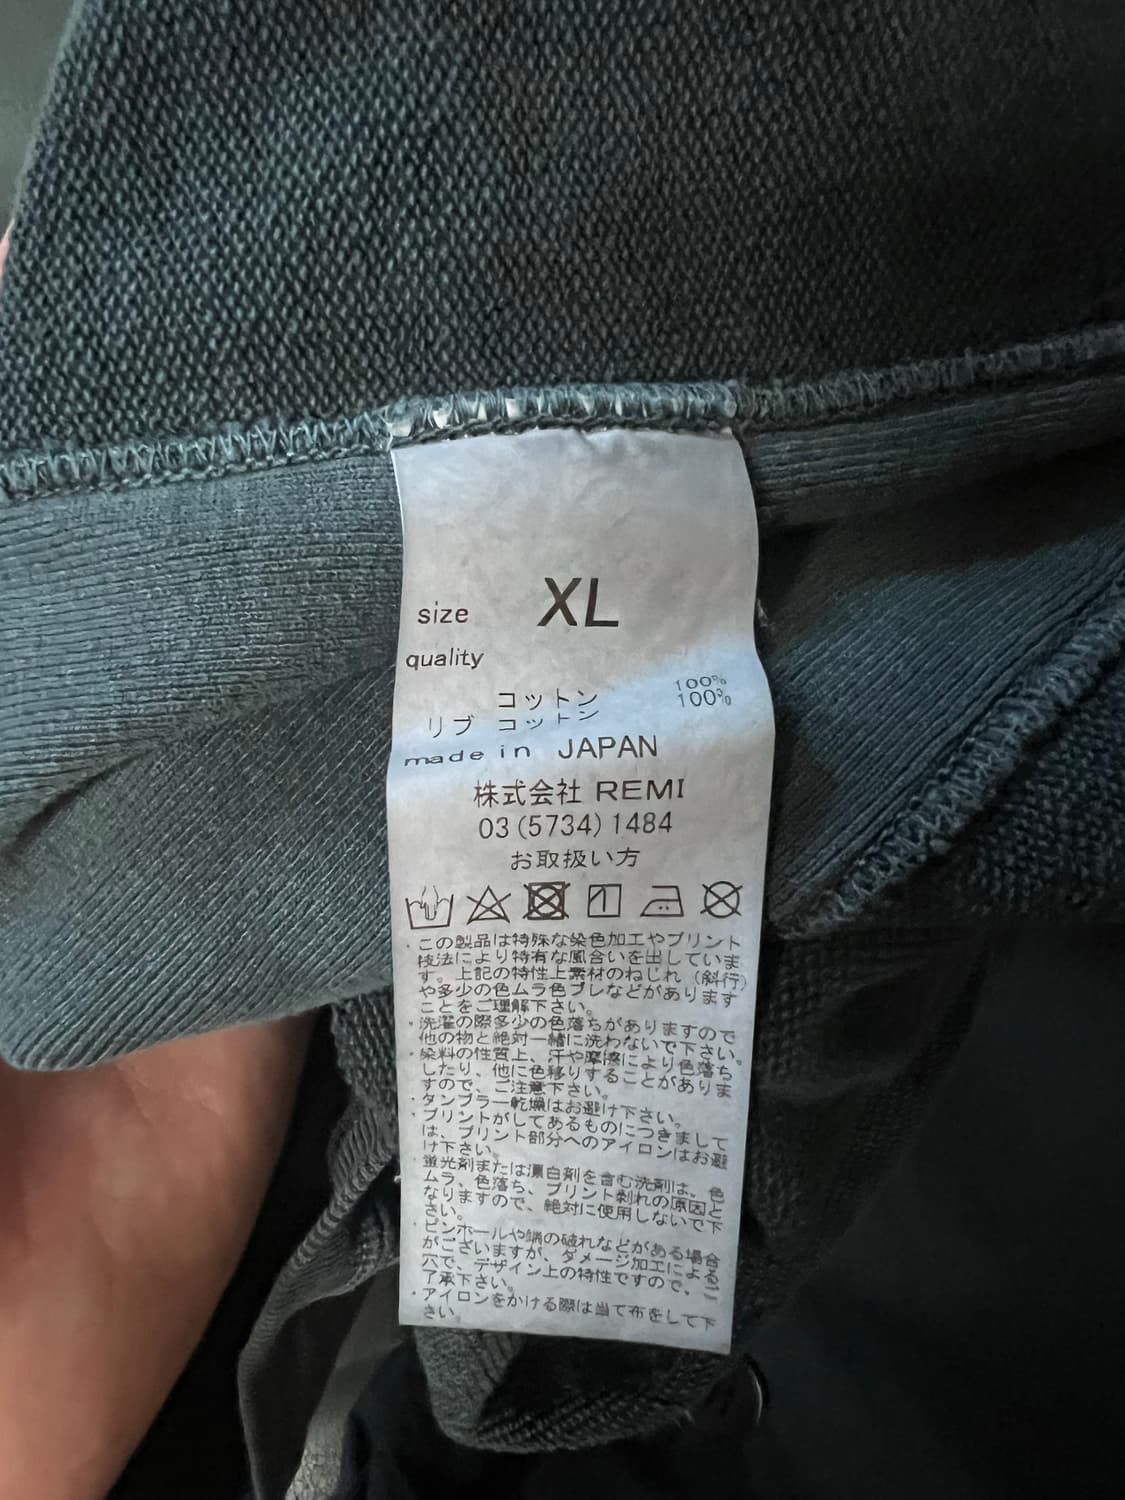 size XL
quality
コットン 100%
リブ コットン 100%
made in JAPAN
株式会社 REMI
03(5734)1484
お取扱い方
・この製品は特殊な染色加工やプリント
技法により特有な風合いを出していま
す。上記の特性上素材のねじれ（斜行）
や多少の色ムラ色ブレなどがあります
ことをご理解下さい。
・洗濯の際多少の色落ちがありますので
他の物と絶対一緒に洗わないで下さい。
・染料の性質上、汗や摩擦により色落ち
したり、他に色移りすることがありま
すので、ご注意下さい。
・タンブラー乾燥はお避け下さい。
・プリントがしてあるものにつきまして
は、プリント部分へのアイロンはお避
け下さい。
・蛍光剤または漂白剤を含む洗剤は、色
ムラ、色落ち、プリント剥れの原因と
なりますので、絶対に使用しないで下
さい。
・ピンホールや端の破れなどがある場合
がございますが、ダメージ加工による
穴で、デザイン上の特性ですので、ご
了承下さい。
・アイロンをかける際は当て布をして下
さい。